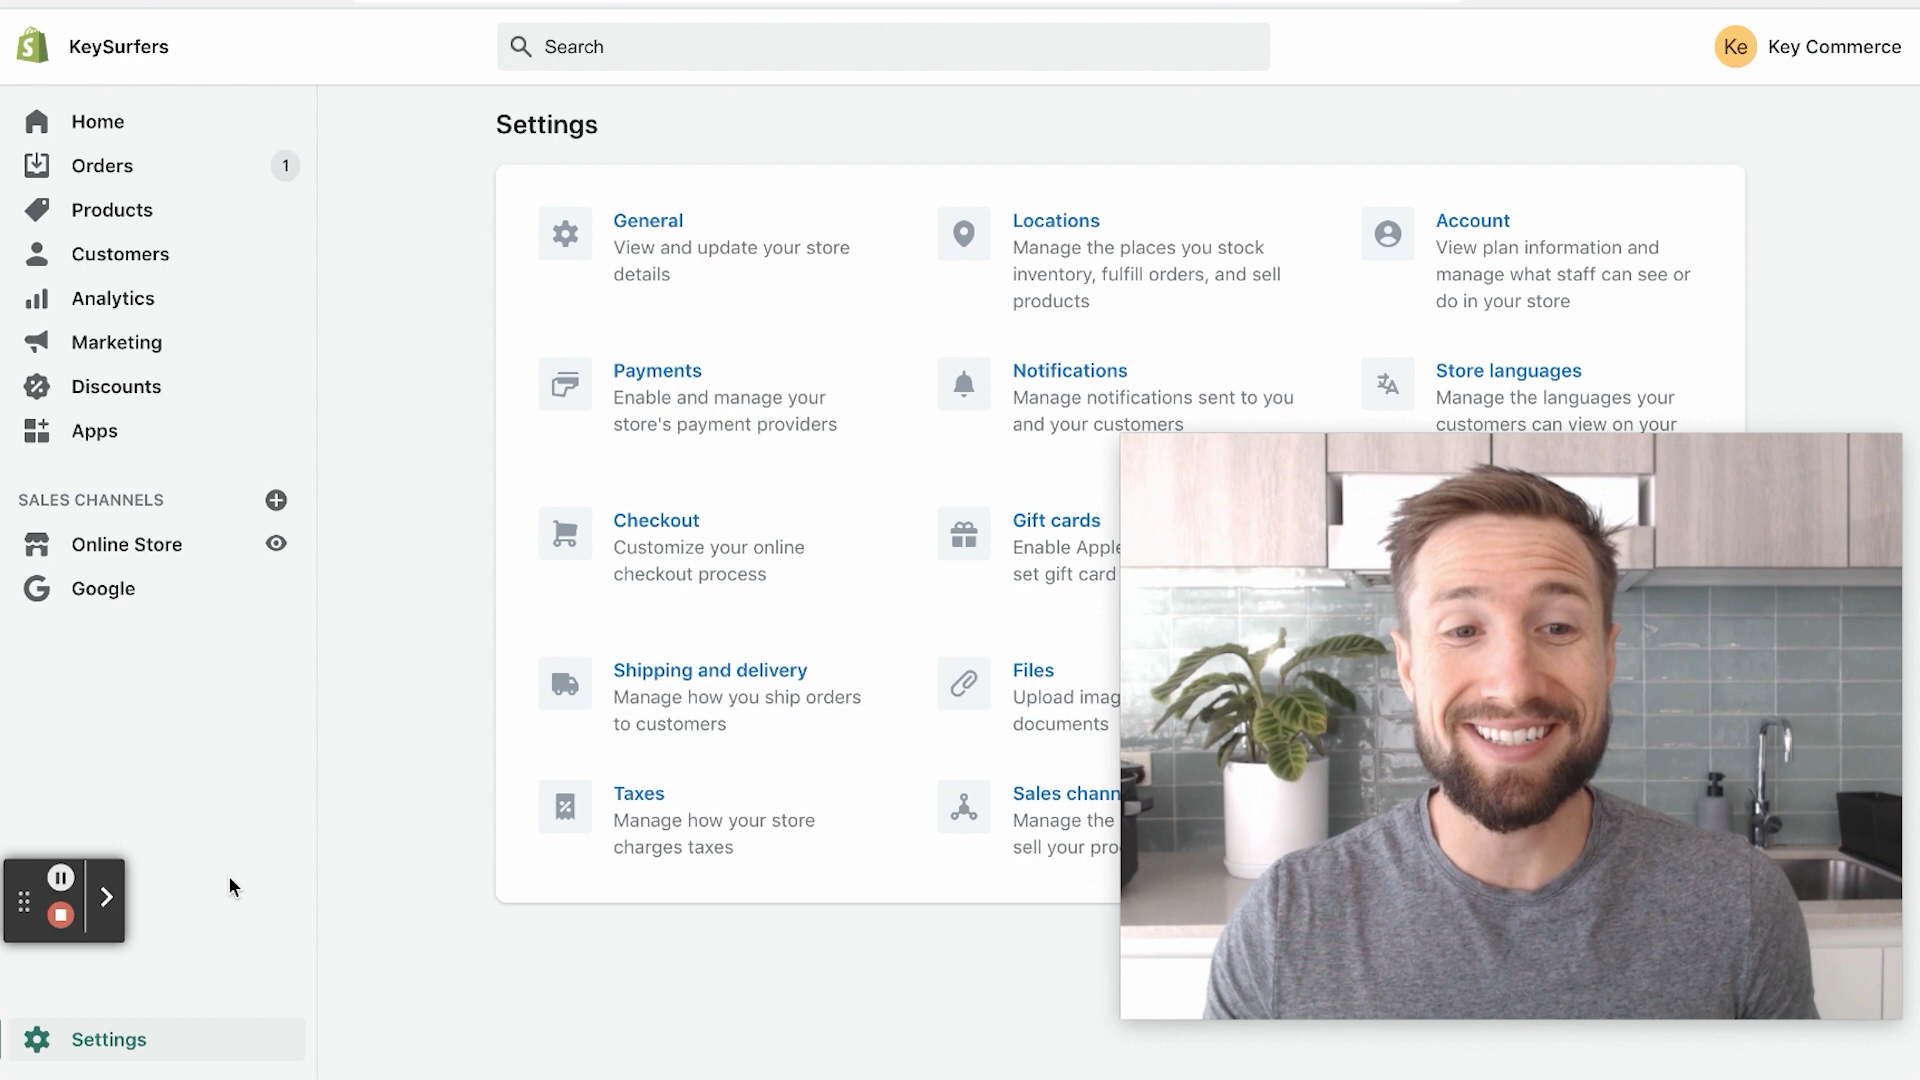 KeySurfers
Search
Ke
Key Commerce
Home
Orders
1
Products
Customers
Analytics
Marketing
Discounts
Apps
SALES CHANNELS
Online Store
Google
Settings
Settings
General
View and update your store
details
Locations
Manage the places you stock
inventory, fulfill orders, and sell
products
Account
View plan information and
manage what staff can see or
do in your store
Payments
Enable and manage your
store's payment providers
Notifications
Manage notifications sent to you
and your customers
Store languages
Manage the languages your
customers can view on your
Checkout
Customize your online
checkout process
Gift cards
Enable Apple
set gift card
Shipping and delivery
Manage how you ship orders
to customers
Files
Upload
documents
Taxes
Manage how your store
charges taxes
Sales
Manage the
sell your